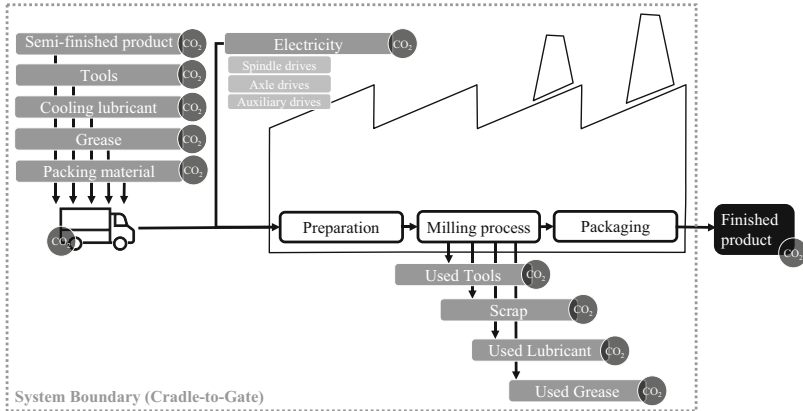 Semi-finished product CO₂
Tools CO₂
Cooling lubricant CO₂
Grease CO₂
Packing material CO₂
CO₂
Electricity CO₂
Spindle drives
Axle drives
Auxiliary drives
Preparation
Milling process
Packaging
Finished
product CO₂
Used Tools CO₂
Scrap CO₂
Used Lubricant CO₂
Used Grease CO₂
System Boundary (Cradle-to-Gate)